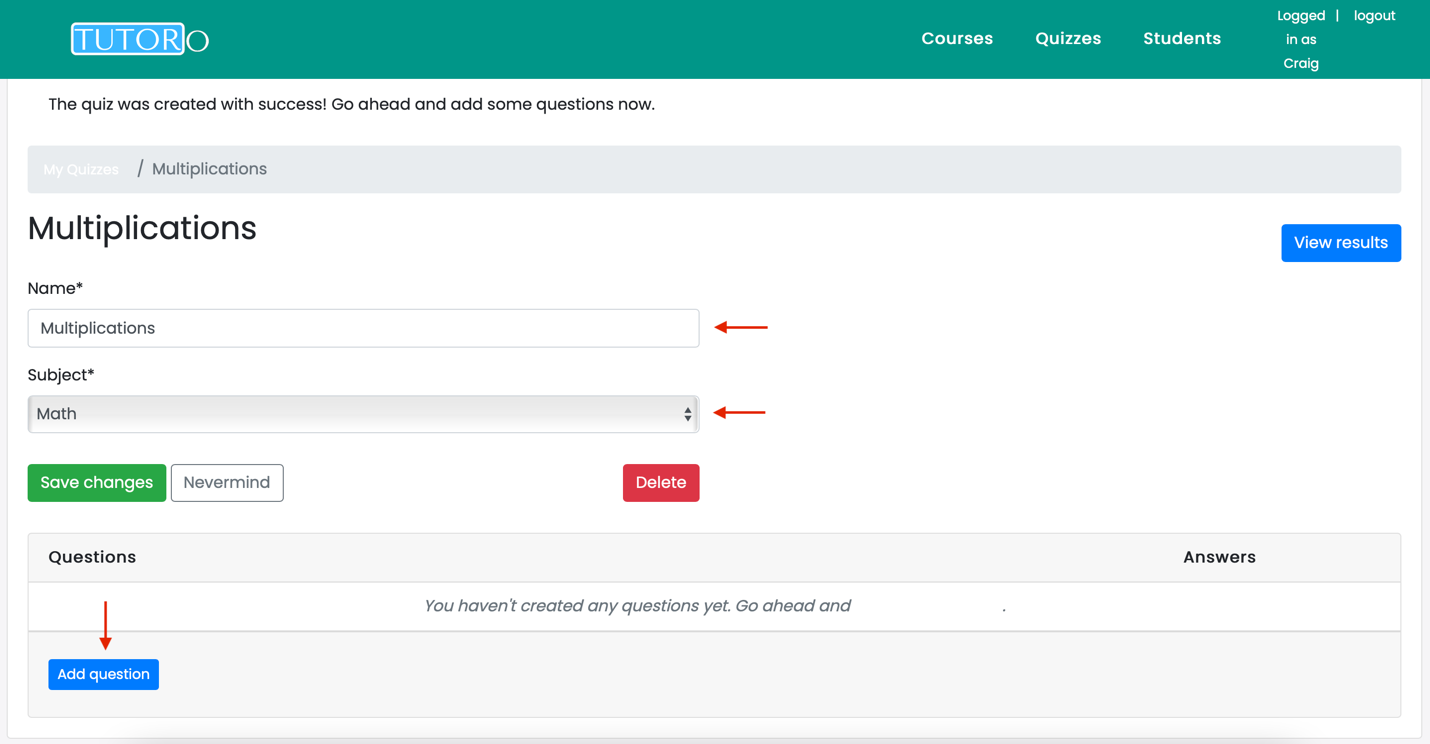 TUTORO
Courses
Quizzes
Students
Logged | logout
in as
Craig
The quiz was created with success! Go ahead and add some questions now.
My Quizzes / Multiplications
Multiplications
View results
Name*
Multiplications
Subject*
Math
Save changes
Nevermind
Delete
Questions
Answers
You haven't created any questions yet. Go ahead and .
Add question